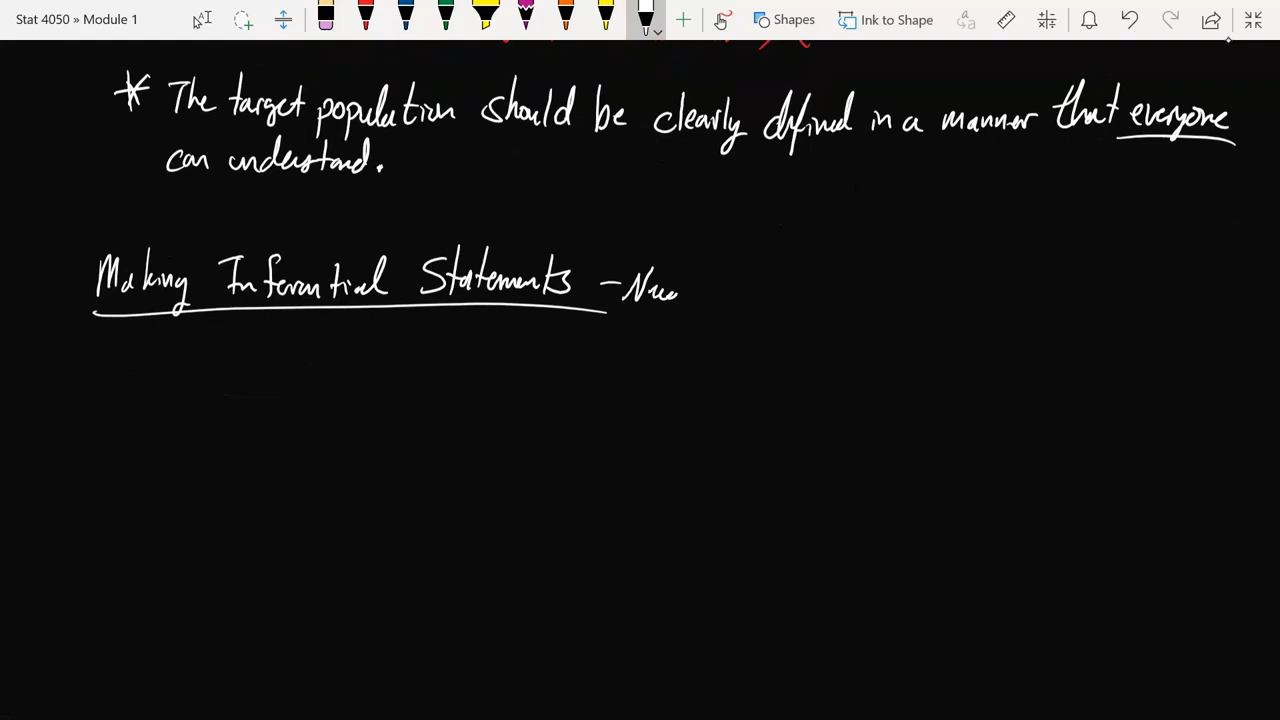 Stat 4050 » Module 1
Shapes
Ink to Shape
* The target population should be clearly defined in a manner that everyone
can understand.
Making Inferential Statements -